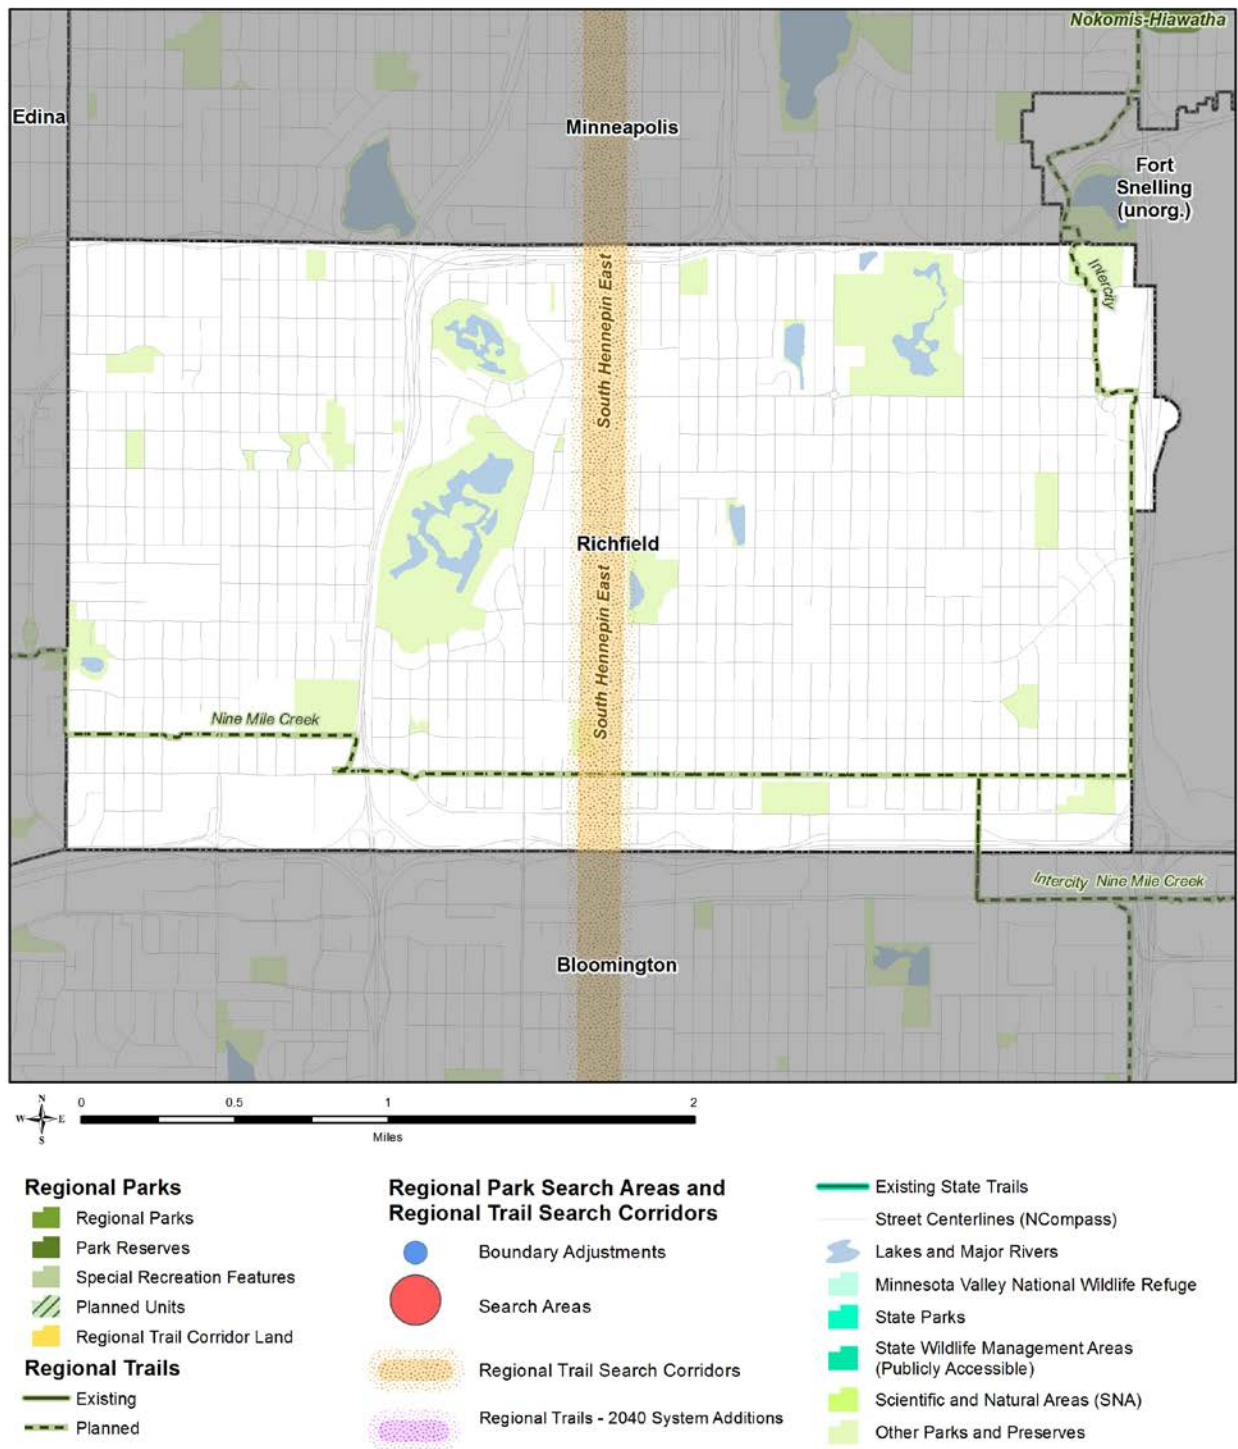 Nokomis-Hiawatha
Edina
Minneapolis
Fort
Snelling
(unorg.)
South Hennepin East
Intercity
Richfield
South Hennepin East
Nine Mile Creek
Intercity Nine Mile Creek
Bloomington
N
W E
S
0 0.5 1 2
Miles
Regional Parks
Regional Parks
Park Reserves
Special Recreation Features
Planned Units
Regional Trail Corridor Land
Regional Trails
Existing
Planned
Regional Park Search Areas and
Regional Trail Search Corridors
Boundary Adjustments
Search Areas
Regional Trail Search Corridors
Regional Trails - 2040 System Additions
Existing State Trails
Street Centerlines (NCompass)
Lakes and Major Rivers
Minnesota Valley National Wildlife Refuge
State Parks
State Wildlife Management Areas
(Publicly Accessible)
Scientific and Natural Areas (SNA)
Other Parks and Preserves